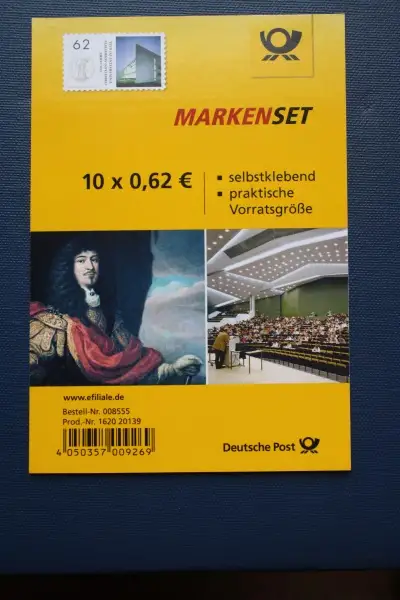 62
MARKENSET
10 x 0,62 €
▪ selbstklebend
▪ praktische
Vorratsgröße
www.efiliale.de
Bestell-Nr. 008555
Prod.-Nr. 1620 20139
4 050357 009269
Deutsche Post